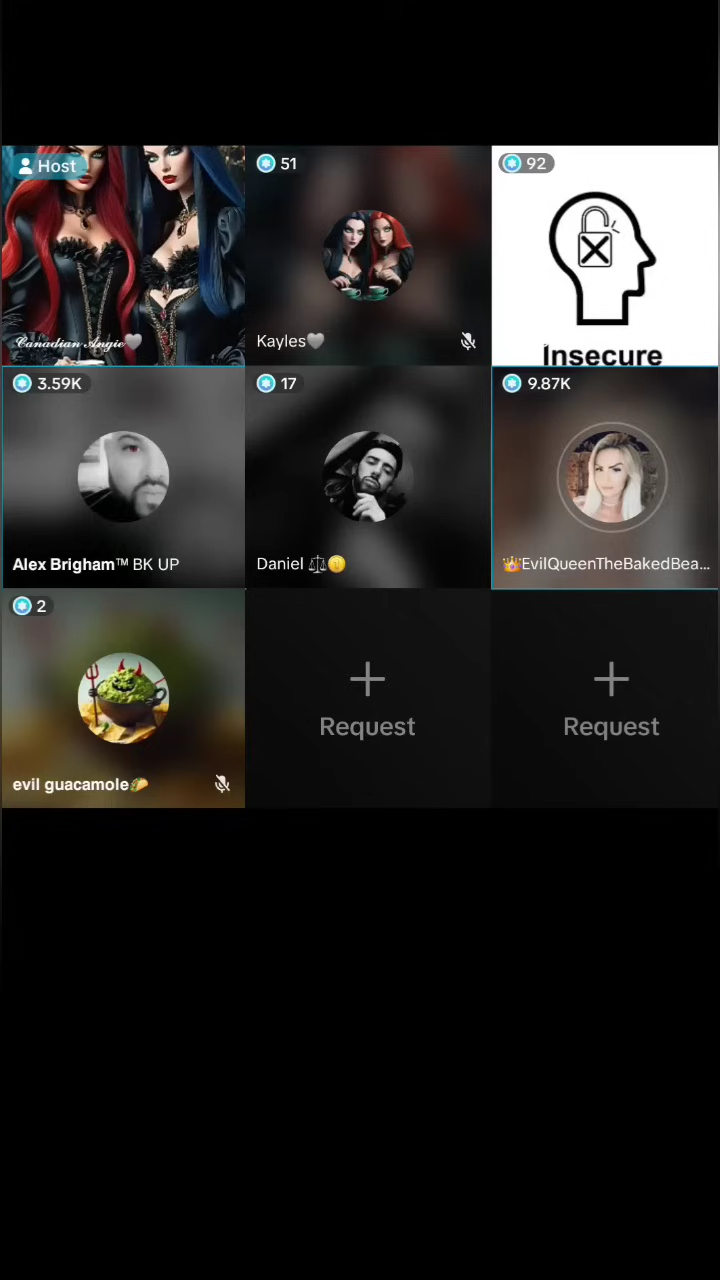 Host
51
92
Canadian Angie🩶
Kayles🩶
Insecure
3.59K
17
9.87K
Alex Brigham™ BK UP
Daniel ⚖️🪙
👑EvilQueenTheBakedBea...
2
Request
Request
evil guacamole🌮